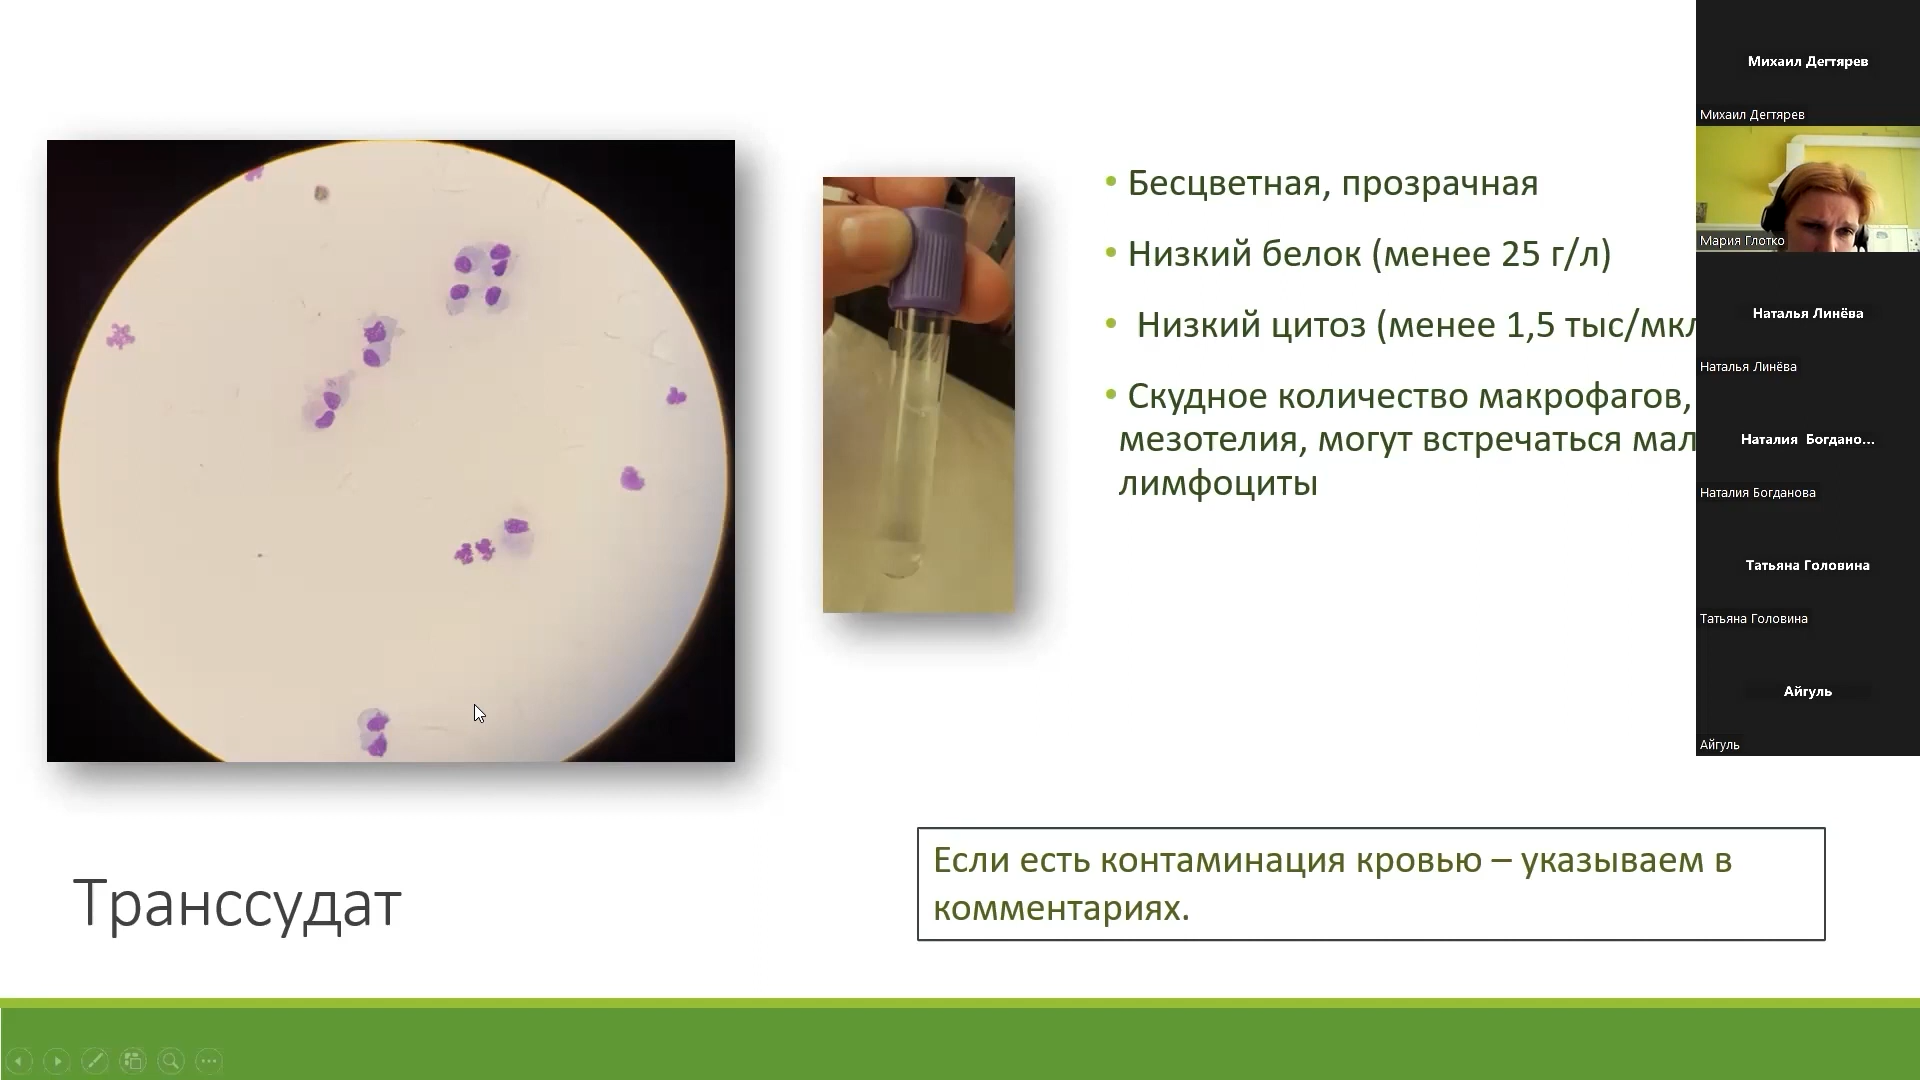 • Бесцветная, прозрачная
• Низкий белок (менее 25 г/л)
• Низкий цитоз (менее 1,5 тыс/мкл
• Скудное количество макрофагов,
мезотелия, могут встречаться мал
лимфоциты
Если есть контаминация кровью – указываем в
комментариях.
Транссудат
Михаил Дегтярев
Михаил Дегтярев
Мария Глотко
Наталья Линёва
Наталья Линёва
Наталия Богдано...
Наталия Богданова
Татьяна Головина
Татьяна Головина
Айгуль
Айгуль